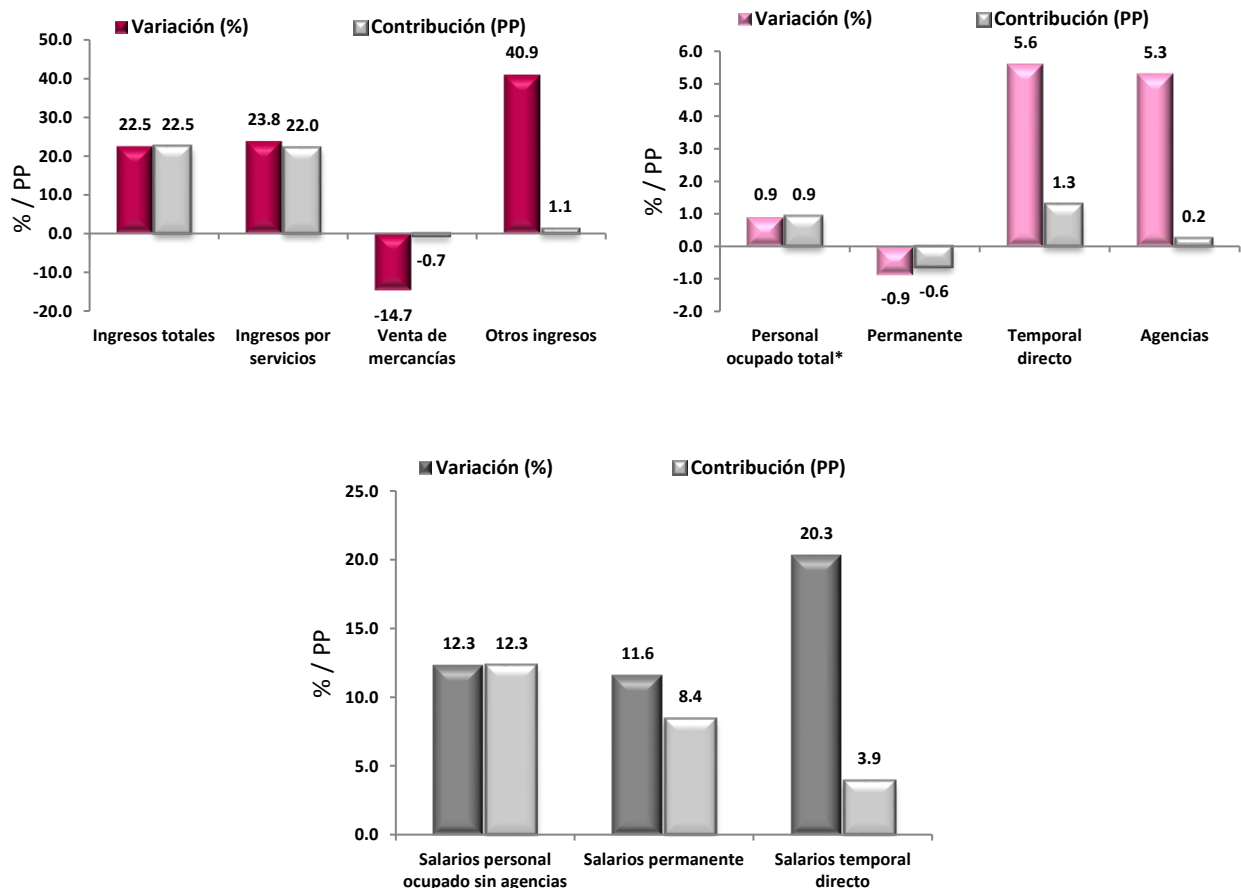 Variación (%) Contribución (PP)
50.0
40.0
30.0
20.0
10.0
0.0
-10.0
-20.0
% / PP
22.5 22.5
23.8 22.0
-14.7
-0.7
40.9
1.1
Ingresos totales
Ingresos por
servicios
Venta de
mercancías
Otros ingresos
Variación (%) Contribución (PP)
6.0
5.0
4.0
3.0
2.0
1.0
0.0
-1.0
-2.0
% / PP
0.9 0.9
-0.9 -0.6
5.6
1.3
5.3
0.2
Personal
ocupado total*
Permanente
Temporal
directo
Agencias
Variación (%) Contribución (PP)
25.0
20.0
15.0
10.0
5.0
0.0
% / PP
12.3 12.3
11.6
8.4
20.3
3.9
Salarios personal
ocupado sin agencias
Salarios permanente
Salarios temporal
directo